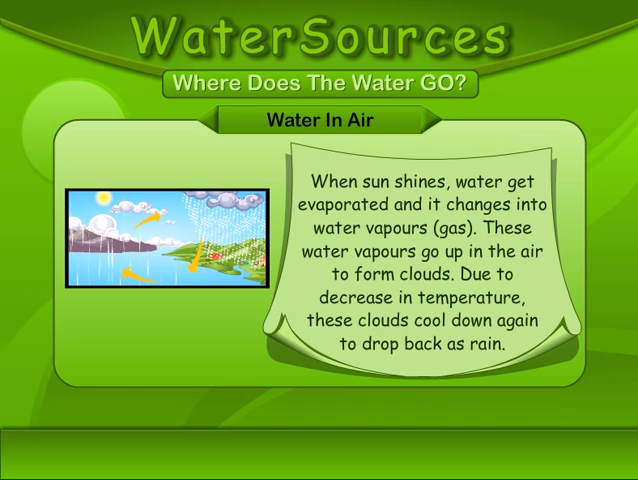 WaterSources
Where Does The Water GO?
Water In Air
When sun shines, water get
evaporated and it changes into
water vapours (gas). These
water vapours go up in the air
to form clouds. Due to
decrease in temperature,
these clouds cool down again
to drop back as rain.